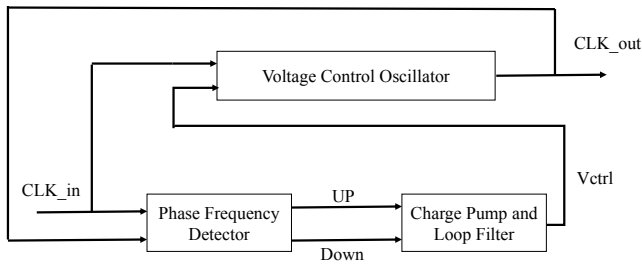 CLK_out
Voltage Control Oscillator
Vctrl
CLK_in
UP
Phase Frequency
Detector
Charge Pump and
Loop Filter
Down